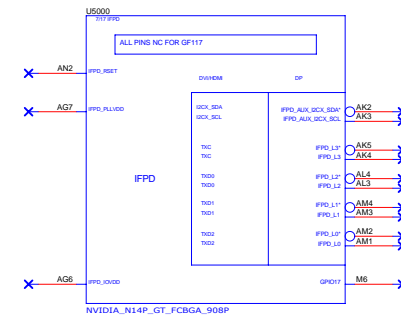 U5000
7/17 IFPD
ALL PINS NC FOR GF117
AN2 IFPD_RSET
DVI/HDMI DP
AG7 IFPD_PLLVDD
I2CX_SDA IFPD_AUX_I2CX_SDA* AK2
I2CX_SCL IFPD_AUX_I2CX_SCL AK3
TXC IFPD_L3* AK5
TXC IFPD_L3 AK4
IFPD
TXD0 IFPD_L2* AL4
TXD0 IFPD_L2 AL3
TXD1 IFPD_L1* AM4
TXD1 IFPD_L1 AM3
TXD2 IFPD_L0* AM2
TXD2 IFPD_L0 AM1
AG6 IFPD_IOVDD
GPIO17 M6
NVIDIA_N14P_GT_FCBGA_908P